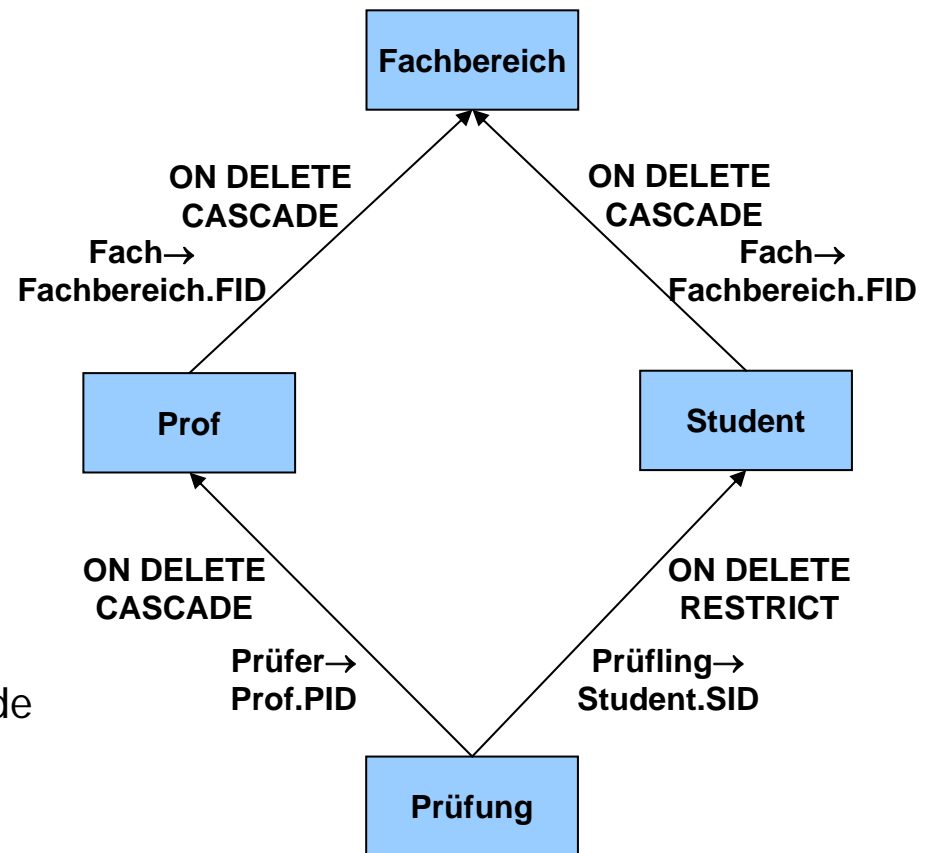 Fachbereich
ON DELETE
CASCADE
Fach→
Fachbereich.FID
ON DELETE
CASCADE
Fach→
Fachbereich.FID
Prof
Student
ON DELETE
CASCADE
Prüfer→
Prof.PID
ON DELETE
RESTRICT
Prüfling→
Student.SID
de
Prüfung